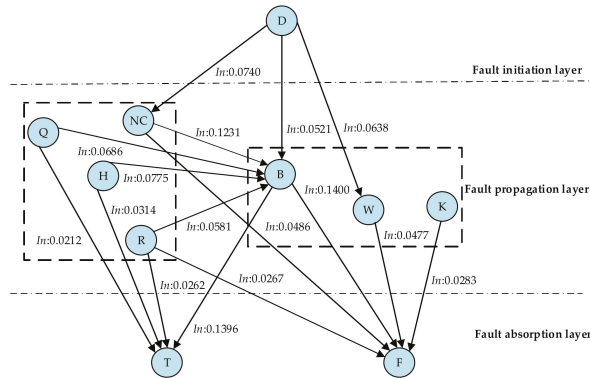 D
In:0.0740
Fault initiation layer
NC
Q
In:0.1231
In:0.0521
In:0.0638
In:0.0686
H
In:0.0775
B
In:0.1400
Fault propagation layer
In:0.0314
W
K
In:0.0212
R
In:0.0581
In:0.0486
In:0.0477
In:0.0262
In:0.0267
In:0.0283
In:0.1396
Fault absorption layer
T
F